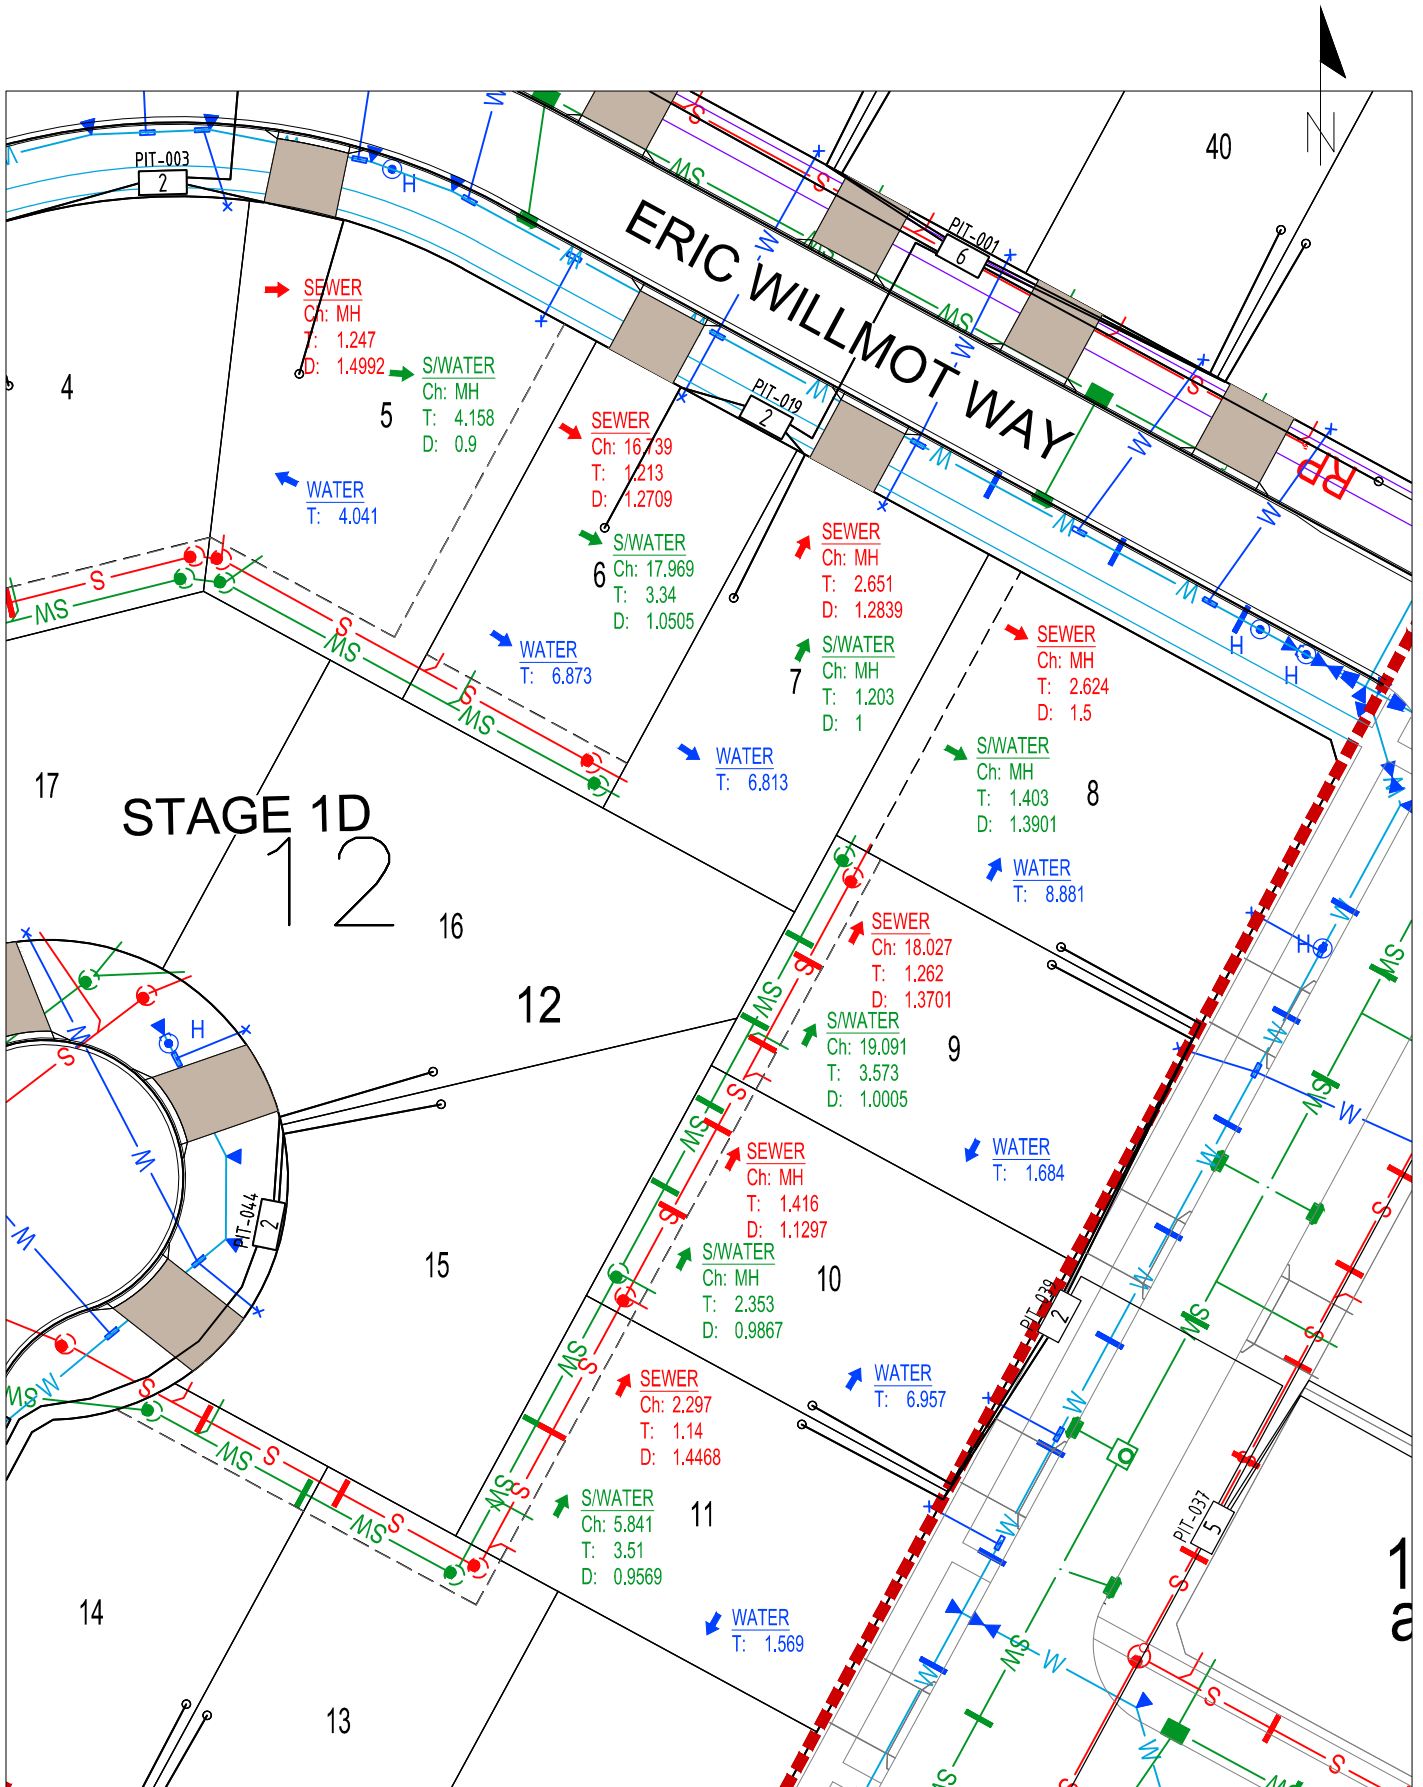 N
40
PIT-003
2
H
W
S
SW
PIT-001
6
ERIC WILLMOT WAY
SEWER
Ch: MH
T: 1.247
D: 1.4992
S/WATER
Ch: MH
T: 4.158
D: 0.9
4
5
PIT-019
2
SEWER
Ch: 16.739
T: 1.213
D: 1.2709
RP
WATER
T: 4.041
S/WATER
Ch: 17.969
T: 3.34
D: 1.0505
6
SEWER
Ch: MH
T: 2.651
D: 1.2839
WATER
T: 6.873
S/WATER
Ch: MH
T: 1.203
D: 1
7
SEWER
Ch: MH
T: 2.624
D: 1.5
H
H
WATER
T: 6.813
S/WATER
Ch: MH
T: 1.403
D: 1.3901
8
17
STAGE 1D
12
WATER
T: 8.881
16
12
SEWER
Ch: 18.027
T: 1.262
D: 1.3701
H
S/WATER
Ch: 19.091
T: 3.573
D: 1.0005
9
H
WATER
T: 1.684
SEWER
Ch: MH
T: 1.416
D: 1.1297
PIT-044
2
15
S/WATER
Ch: MH
T: 2.353
D: 0.9867
10
PIT-039
2
WATER
T: 6.957
SEWER
Ch: 2.297
T: 1.14
D: 1.4468
S/WATER
Ch: 5.841
T: 3.51
D: 0.9569
11
PIT-037
5
WATER
T: 1.569
14
13